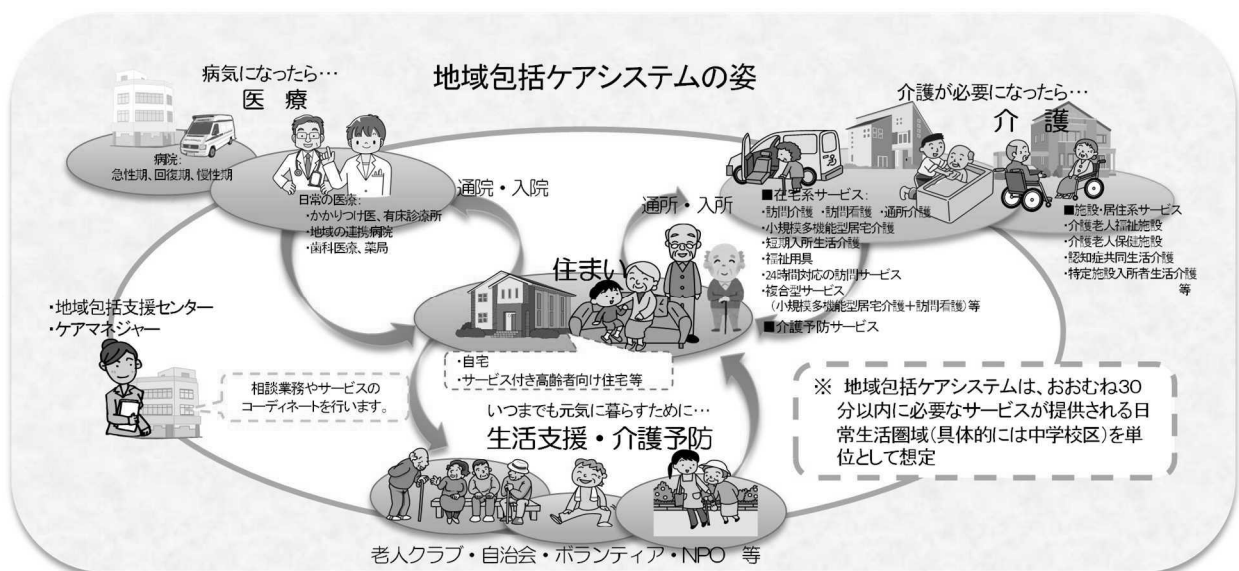 地域包括ケアシステムの姿
病気になったら…
医 療
病院:
急性期、回復期、慢性期
日常の医療:
・かかりつけ医、有床診療所
・地域の連携病院
・歯科医療、薬局
通院・入院
通所・入所
介護が必要になったら…
介 護
■在宅系サービス:
・訪問介護 ・訪問看護 ・通所介護
・小規模多機能型居宅介護
・短期入所生活介護
・福祉用具
・24時間対応の訪問サービス
・複合型サービス
(小規模多機能型居宅介護+訪問看護)等
■介護予防サービス
■施設・居住系サービス
・介護老人福祉施設
・介護老人保健施設
・認知症共同生活介護
・特定施設入所者生活介護
等
住まい
・自宅
・サービス付き高齢者向け住宅等
・地域包括支援センター
・ケアマネジャー
相談業務やサービスの
コーディネートを行います。
いつまでも元気に暮らすために…
生活支援・介護予防
老人クラブ・自治会・ボランティア・NPO 等
※ 地域包括ケアシステムは、おおむね30
分以内に必要なサービスが提供される日
常生活圏域(具体的には中学校区)を単
位として想定